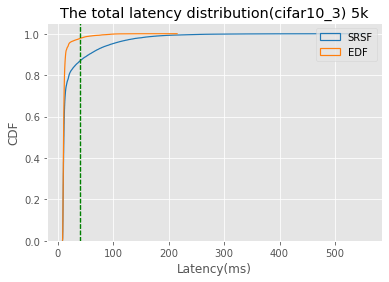 The total latency distribution(cifar10_3) 5k
SRSF
EDF
CDF
1.0
0.8
0.6
0.4
0.2
0.0
0 100 200 300 400 500
Latency(ms)